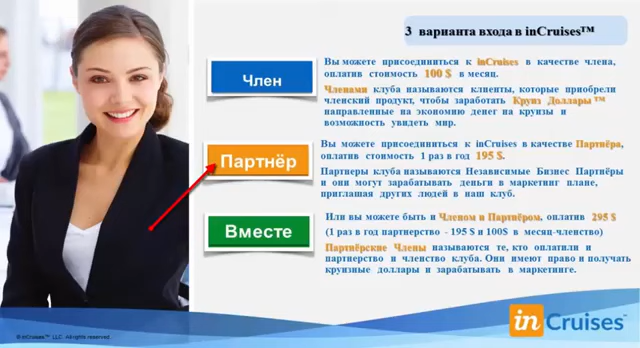 3 варианта входа в inCruises™
Член
Вы можете присоединиться к inCruises в качестве члена,
оплатив стоимость 100 $ в месяц.
Членами клуба называются клиенты, которые приобрели
членский продукт, чтобы заработать Круиз Доллары ™
направленные на экономию денег на круизы и
возможность увидеть мир.
Партнёр
Вы можете присоединиться к inCruises в качестве Партнёра,
оплатив стоимость 1 раз в год 195 $.
Партнеры клуба называются Независимые Бизнес Партнёры
и они могут зарабатывать деньги в маркетинг плане,
приглашая других людей в наш клуб.
Вместе
Или вы можете быть и Членом и Партнёром, оплатив 295 $
(1 раз в год партнерство - 195 $ и 100$ в месяц-членство)
Партнёрские Члены называются те, кто оплатили и
партнерство и членство клуба. Они имеют право и получать
круизные доллары и зарабатывать в маркетинге.
© inCruises™ LLC. All rights reserved
inCruises™